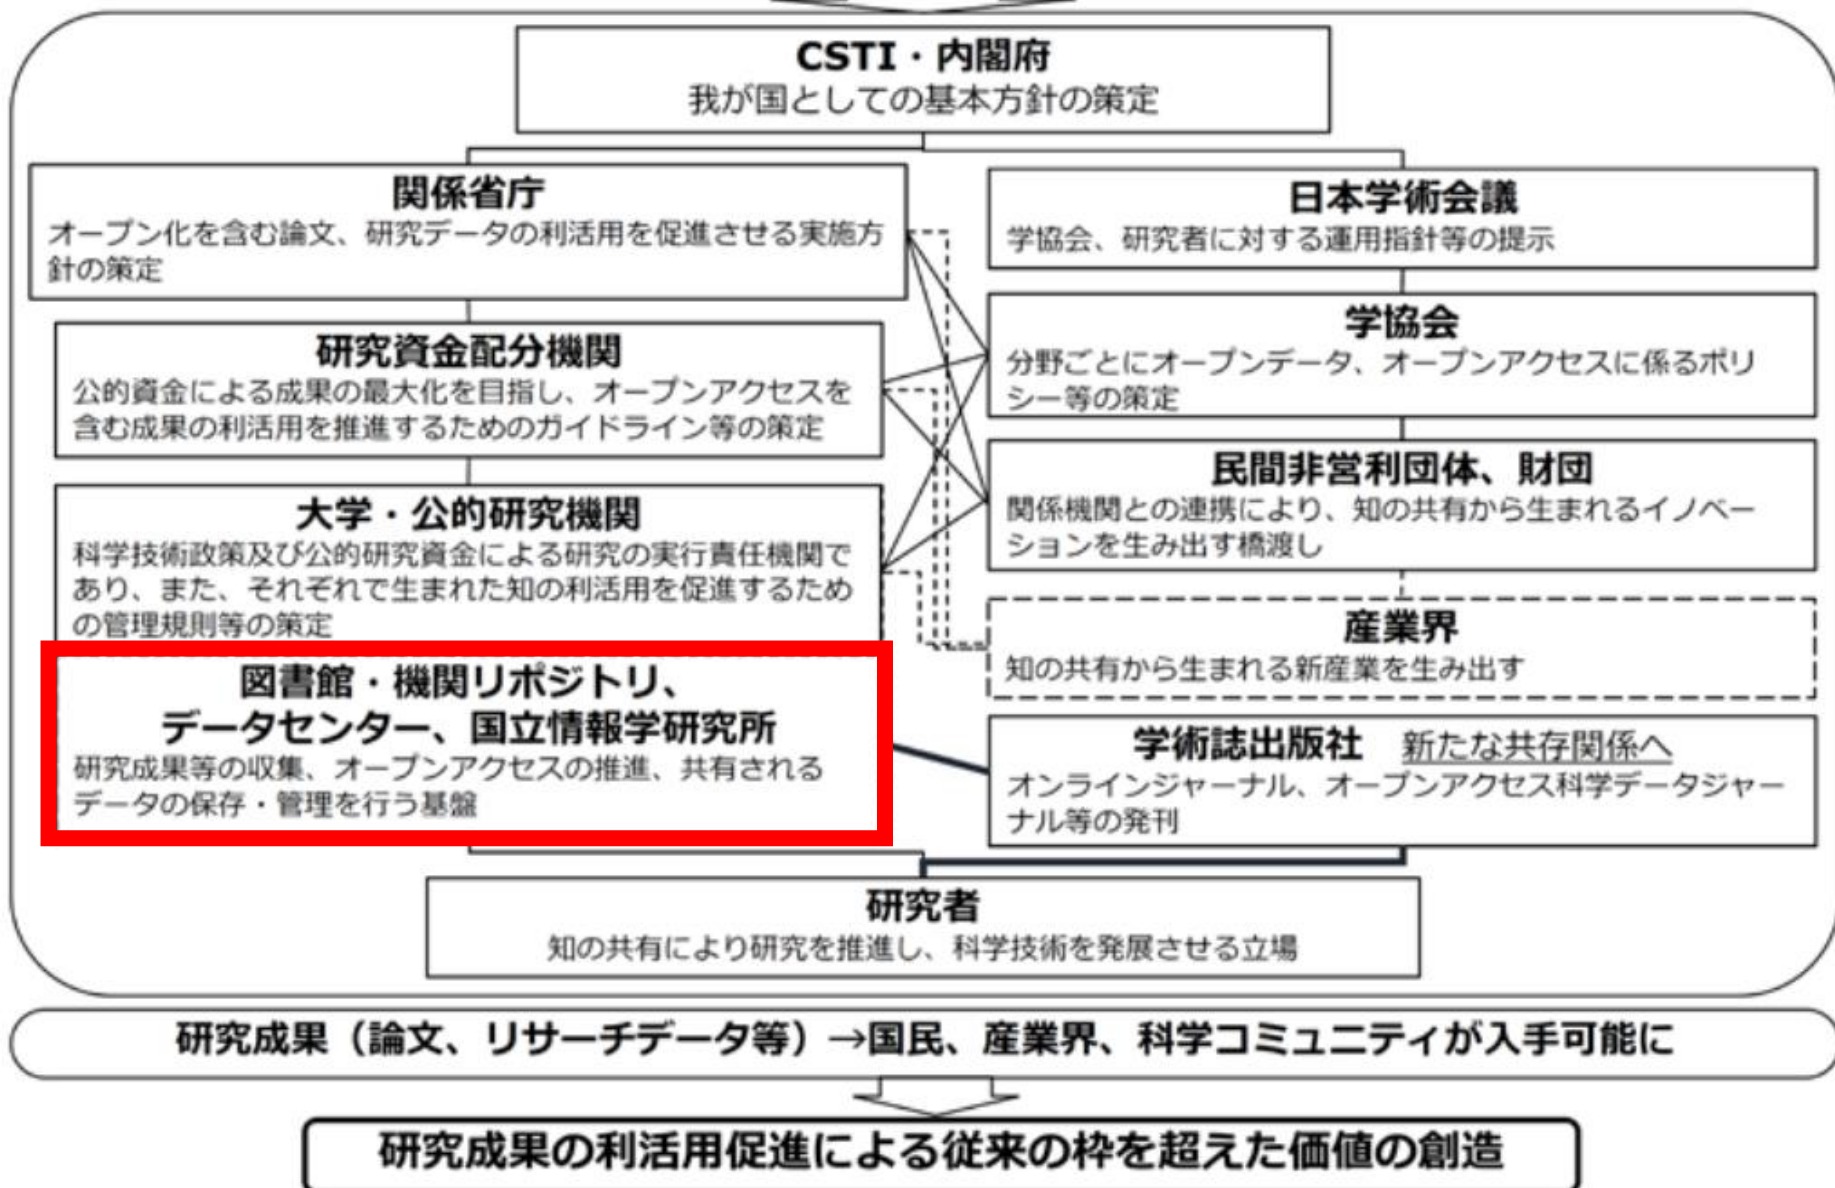 CSTI・内閣府
我が国としての基本方針の策定
関係省庁
オープン化を含む論文、研究データの利活用を促進させる実施方
針の策定
研究資金配分機関
公的資金による成果の最大化を目指し、オープンアクセスを
含む成果の利活用を推進するためのガイドライン等の策定
大学・公的研究機関
科学技術政策及び公的研究資金による研究の実行責任機関で
あり、また、それぞれで生まれた知の利活用を促進するため
の管理規則等の策定
図書館・機関リポジトリ、
データセンター、国立情報学研究所
研究成果等の収集、オープンアクセスの推進、共有される
データの保存・管理を行う基盤
日本学術会議
学協会、研究者に対する運用指針等の提示
学協会
分野ごとにオープンデータ、オープンアクセスに係るポリ
シー等の策定
民間非営利団体、財団
関係機関との連携により、知の共有から生まれるイノベー
ションを生み出す橋渡し
産業界
知の共有から生まれる新産業を生み出す
学術誌出版社 新たな共存関係へ
オンラインジャーナル、オープンアクセス科学データジャー
ナル等の発刊
研究者
知の共有により研究を推進し、科学技術を発展させる立場
研究成果（論文、リサーチデータ等）→国民、産業界、科学コミュニティが入手可能に
研究成果の利活用促進による従来の枠を超えた価値の創造